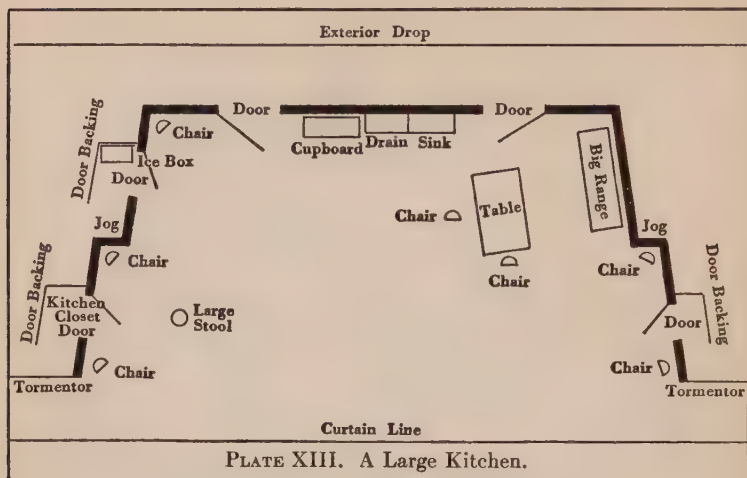 Exterior Drop
Door Backing
Chair
Door
Cupboard
Drain
Sink
Door
Ice Box
Door
Big Range
Chair
Table
Jog
Jog
Door Backing
Chair
Chair
Chair
Door Backing
Kitchen
Closet
Door
Large
Stool
Door
Chair
Chair
Tormentor
Tormentor
Curtain Line
PLATE XIII. A Large Kitchen.